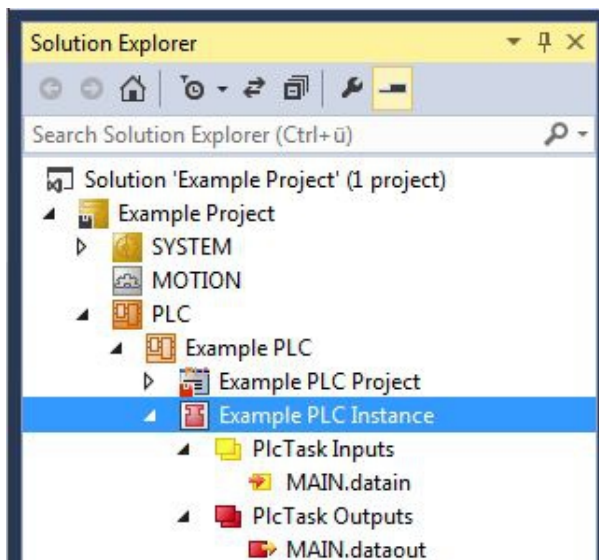 Solution Explorer
Search Solution Explorer (Ctrl+ü)
Solution 'Example Project' (1 project)
Example Project
SYSTEM
MOTION
PLC
Example PLC
Example PLC Project
Example PLC Instance
PlcTask Inputs
MAIN.datain
PlcTask Outputs
MAIN.dataout